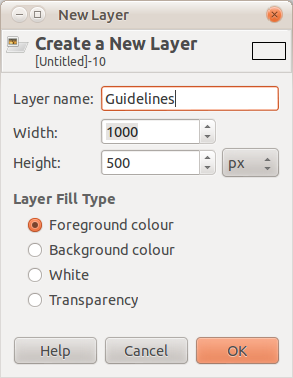 New Layer
Create a New Layer
[Untitled]-10
Layer name: Guidelines
Width: 1000
Height: 500 px
Layer Fill Type
Foreground colour
Background colour
White
Transparency
Help Cancel OK